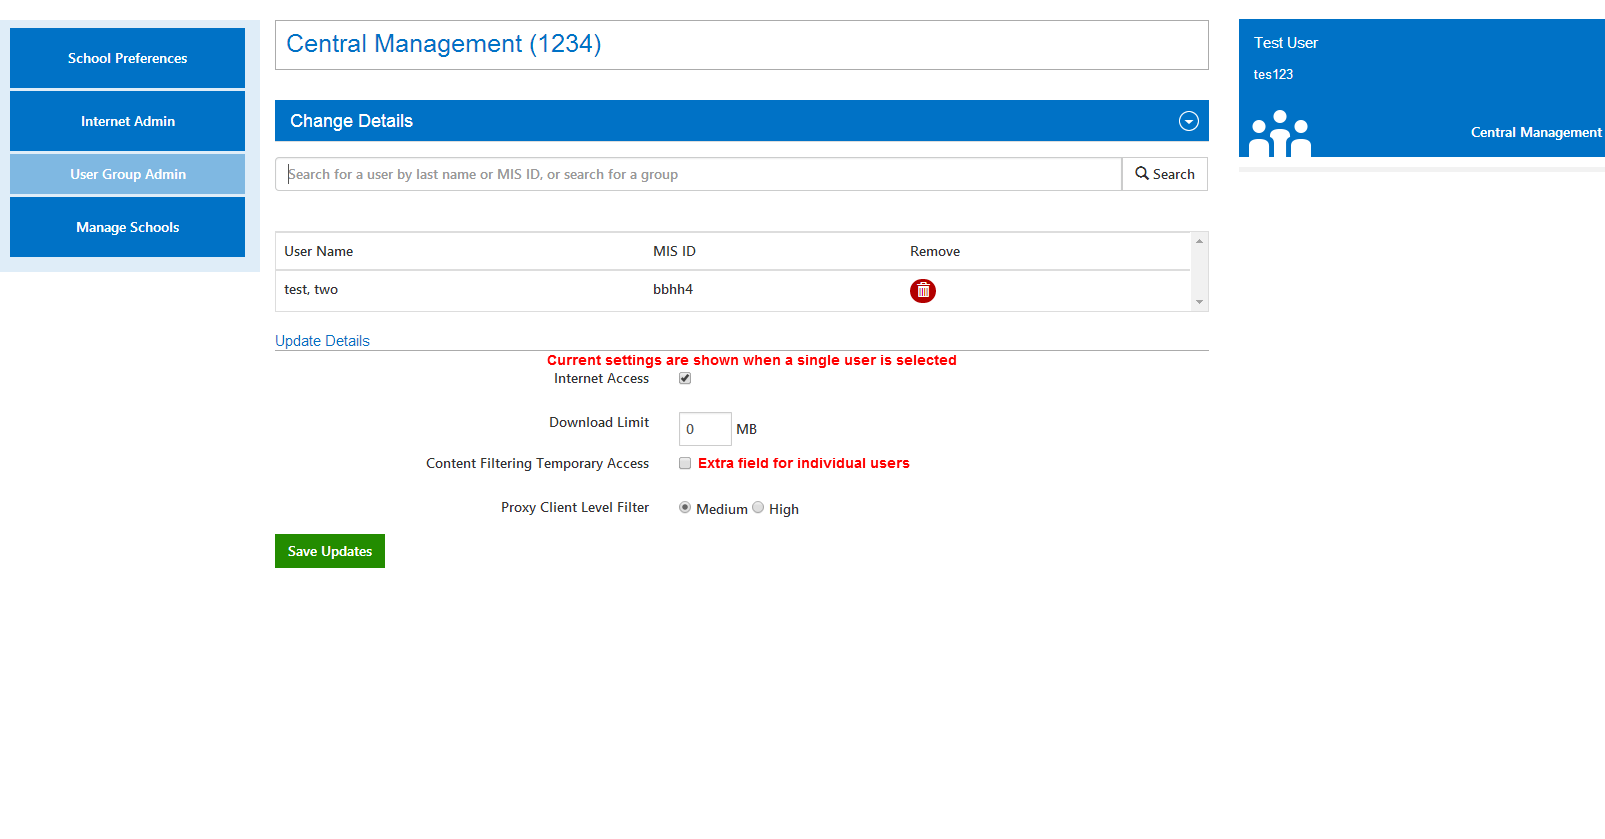 School Preferences
Internet Admin
User Group Admin
Manage Schools
Central Management (1234)
Change Details
Search for a user by last name or MIS ID, or search for a group
Search
User Name MIS ID Remove
test, two bbhh4
Update Details
Current settings are shown when a single user is selected
Internet Access
Download Limit 0 MB
Content Filtering Temporary Access Extra field for individual users
Proxy Client Level Filter Medium High
Save Updates
Test User
tes123
Central Management